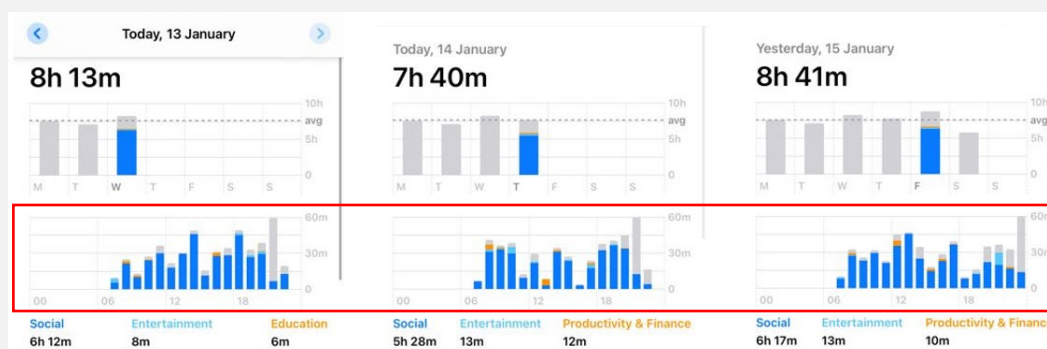 Today, 13 January
8h 13m
10h
avg
5h
0
M T W T F S S
60m
30m
0
00 06 12 18
Social Entertainment Education
6h 12m 8m 6m
Today, 14 January
7h 40m
10h
avg
5h
0
M T W T F S S
60m
30m
0
00 06 12 18
Social Entertainment Productivity & Finance
5h 28m 13m 12m
Yesterday, 15 January
8h 41m
10h
avg
5h
0
M T W T F S S
60m
30m
0
00 06 12 18
Social Entertainment Productivity & Finance
6h 17m 13m 10m